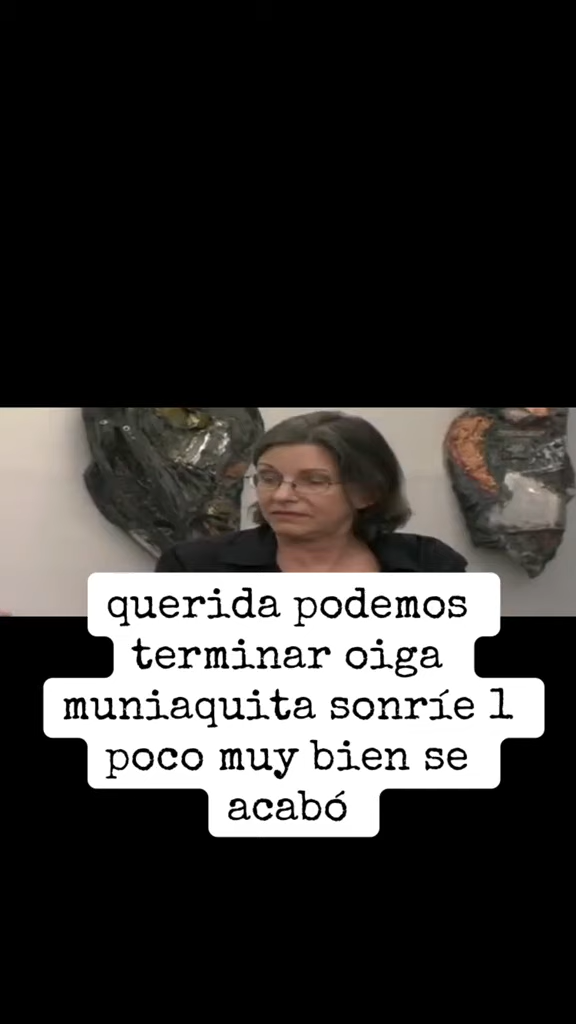 querida podemos
terminar oiga
muniaquita sonríe 1
poco muy bien se
acabó